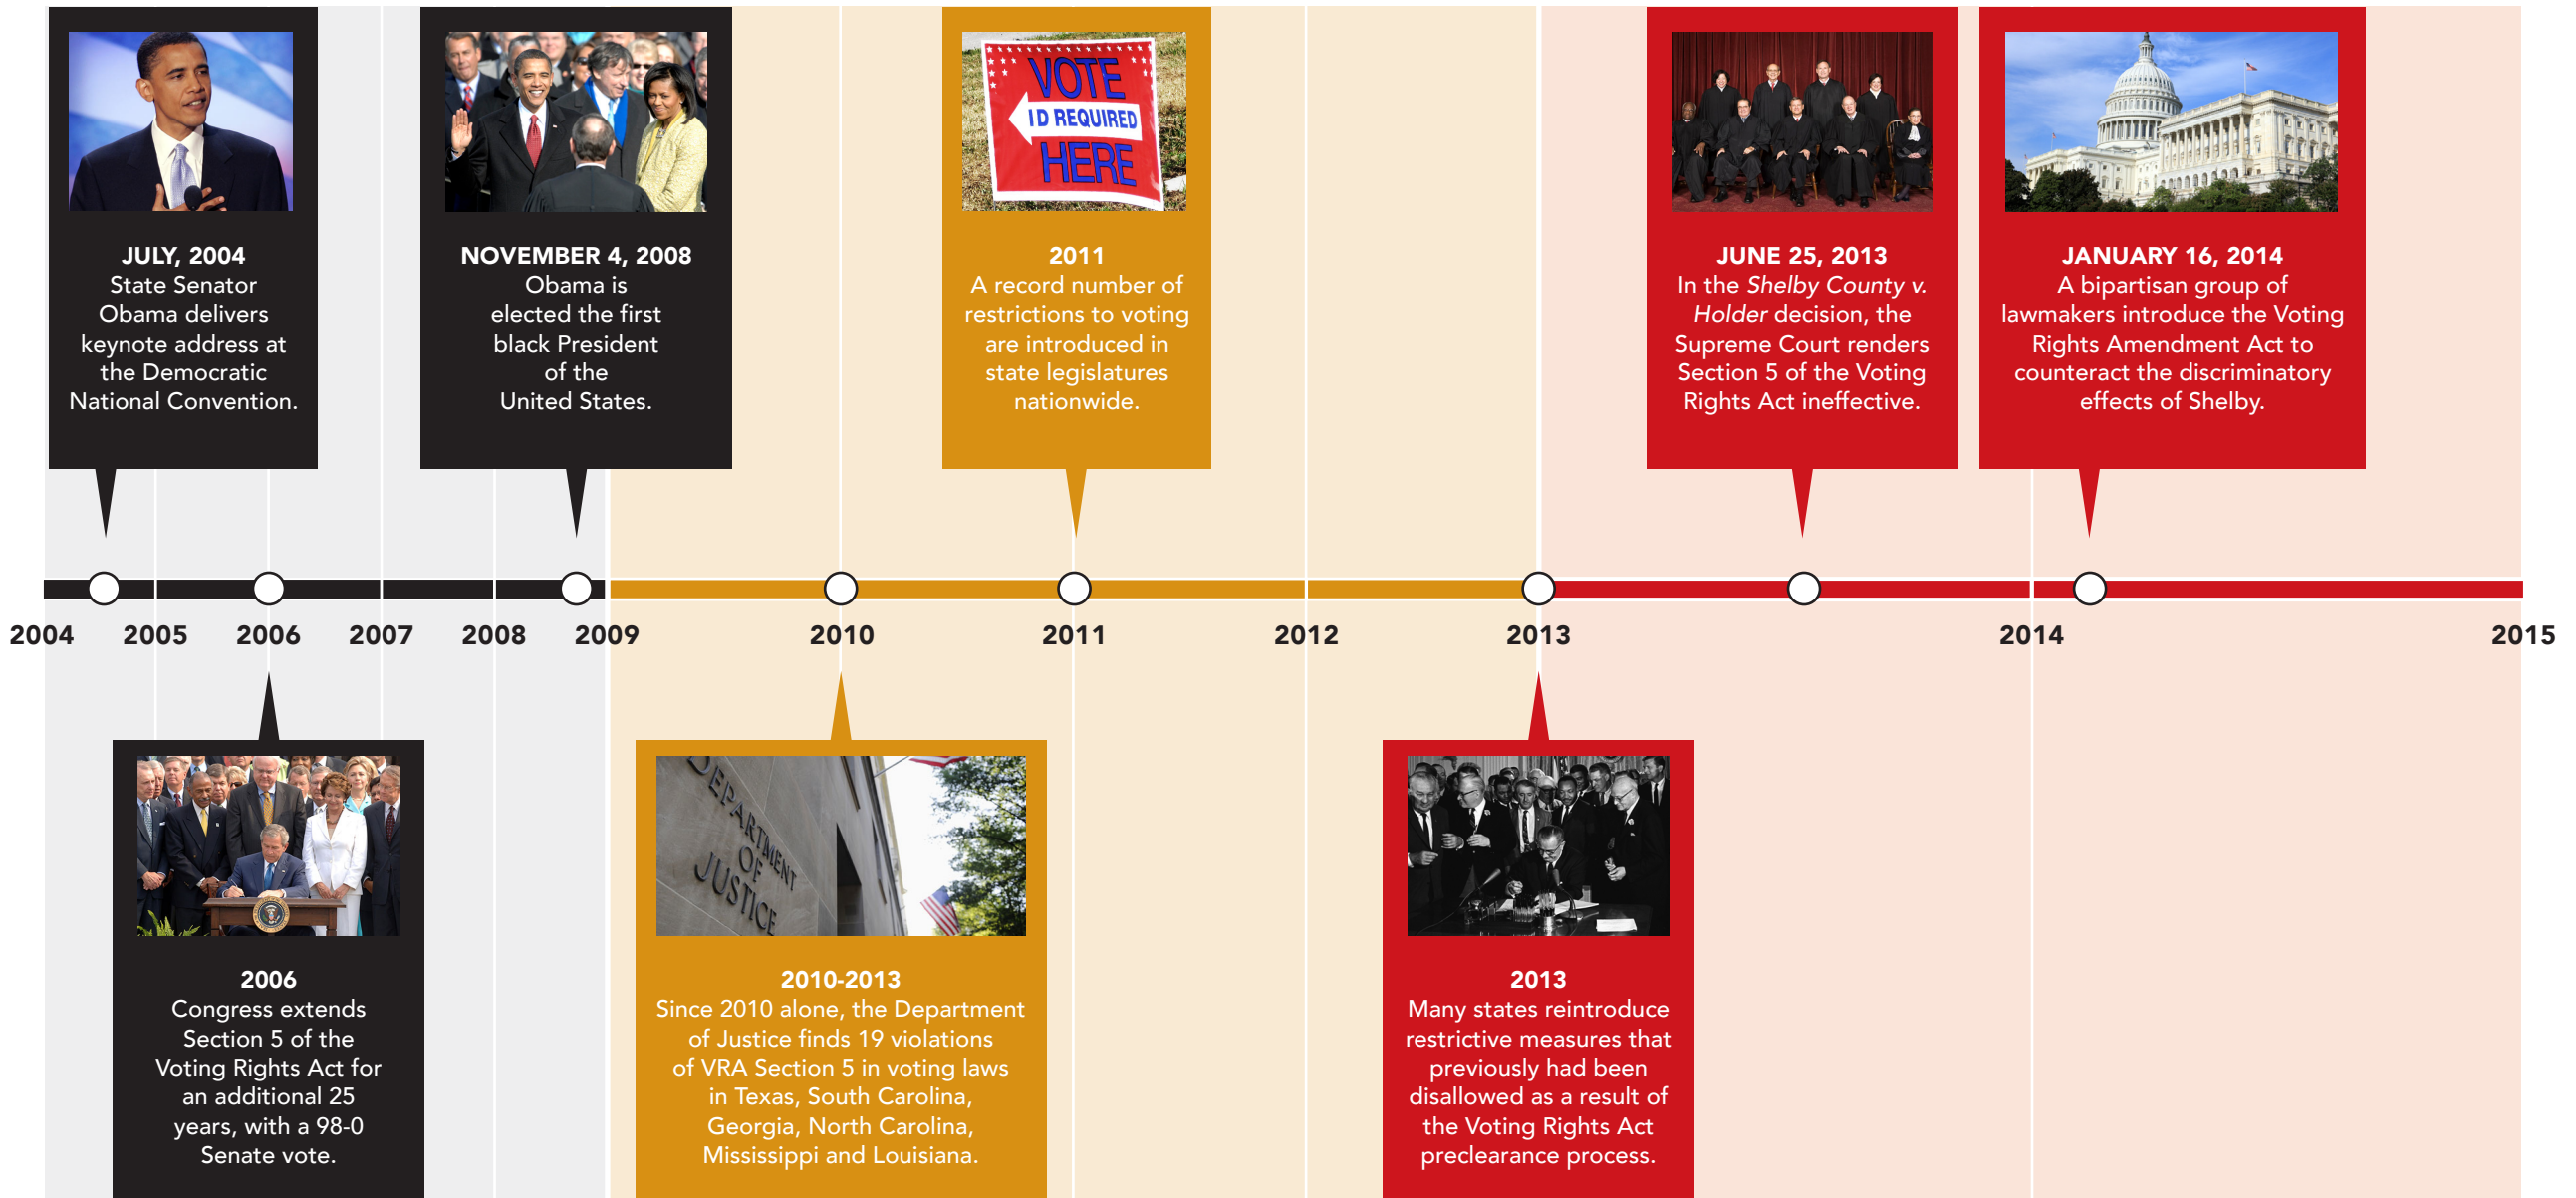 VOTE
ID REQUIRED
HERE
JULY, 2004
State Senator
Obama delivers
keynote address at
the Democratic
National Convention.
NOVEMBER 4, 2008
Obama is
elected the first
black President
of the
United States.
2011
A record number of
restrictions to voting
are introduced in
state legislatures
nationwide.
JUNE 25, 2013
In the Shelby County v.
Holder decision, the
Supreme Court renders
Section 5 of the Voting
Rights Act ineffective.
JANUARY 16, 2014
A bipartisan group of
lawmakers introduce the Voting
Rights Amendment Act to
counteract the discriminatory
effects of Shelby.
2004 2005 2006 2007 2008 2009 2010 2011 2012 2013 2014 2015
2006
Congress extends
Section 5 of the
Voting Rights Act for
an additional 25
years, with a 98-0
Senate vote.
DEPARTMENT
OF
JUSTICE
2010-2013
Since 2010 alone, the Department
of Justice finds 19 violations
of VRA Section 5 in voting laws
in Texas, South Carolina,
Georgia, North Carolina,
Mississippi and Louisiana.
2013
Many states reintroduce
restrictive measures that
previously had been
disallowed as a result of
the Voting Rights Act
preclearance process.